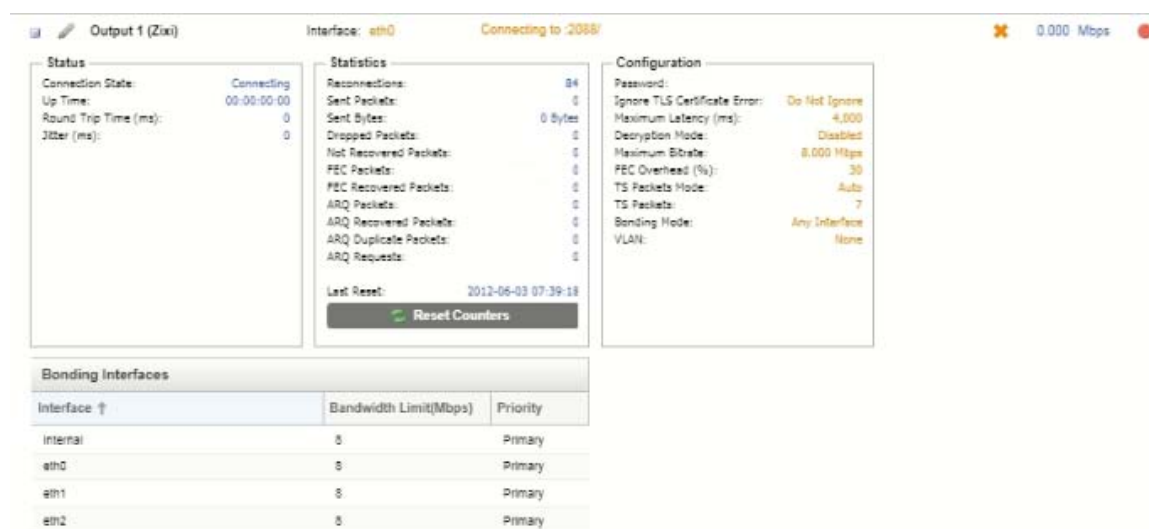 Output 1 (Zixi) Interface: eth0 Connecting to :2088/ 0.000 Mbps
Status
Connection State: Connecting
Up Time: 00:00:00:00
Round Trip Time (ms): 0
Jitter (ms): 0
Statistics
Reconnections: 84
Sent Packets: 0
Sent Bytes: 0 Bytes
Dropped Packets: 0
Not Recovered Packets: 0
FEC Packets: 0
FEC Recovered Packets: 0
ARQ Packets: 0
ARQ Recovered Packets: 0
ARQ Duplicate Packets: 0
ARQ Requests: 0
Last Reset: 2012-06-03 07:39:18
Reset Counters
Configuration
Password:
Ignore TLS Certificate Error: Do Not Ignore
Maximum Latency (ms): 4,000
Decryption Mode: Disabled
Maximum Bitrate: 8.000 Mbps
FEC Overhead (%): 30
TS Packets Mode: Auto
TS Packets: 7
Bonding Mode: Any Interface
VLAN: None
Bonding Interfaces
Interface ↑ Bandwidth Limit(Mbps) Priority
internal 8 Primary
eth0 8 Primary
eth1 8 Primary
eth2 8 Primary